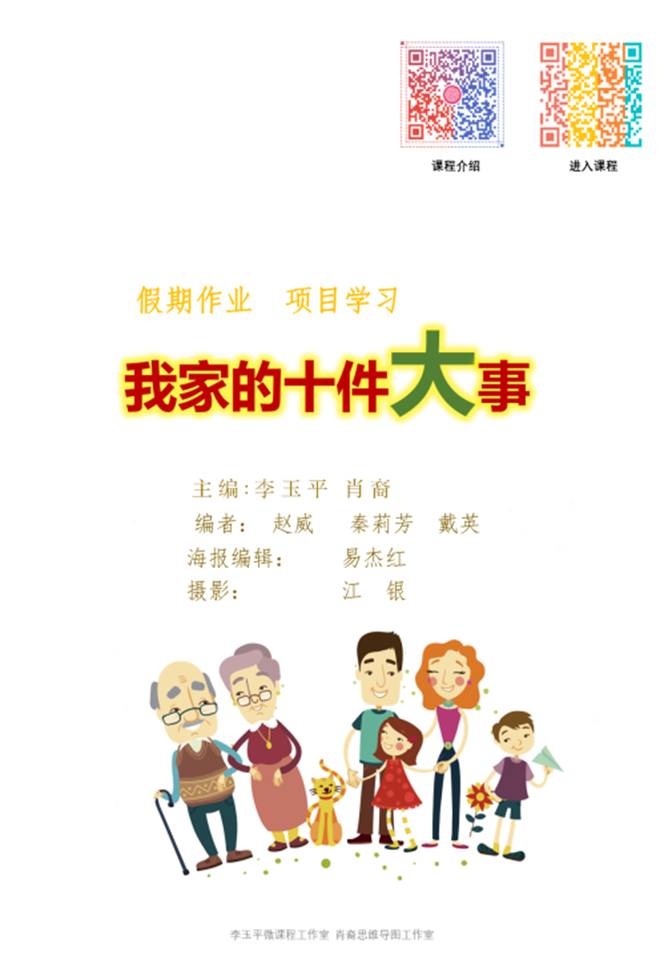 课程介绍 进入课程
假期作业 项目学习
我家的十件大事
主编:李玉平 肖裔
编者： 赵威 秦莉芳 戴英
海报编辑： 易杰红
摄影： 江 银
李玉平微课程工作室 肖裔思维导图工作室